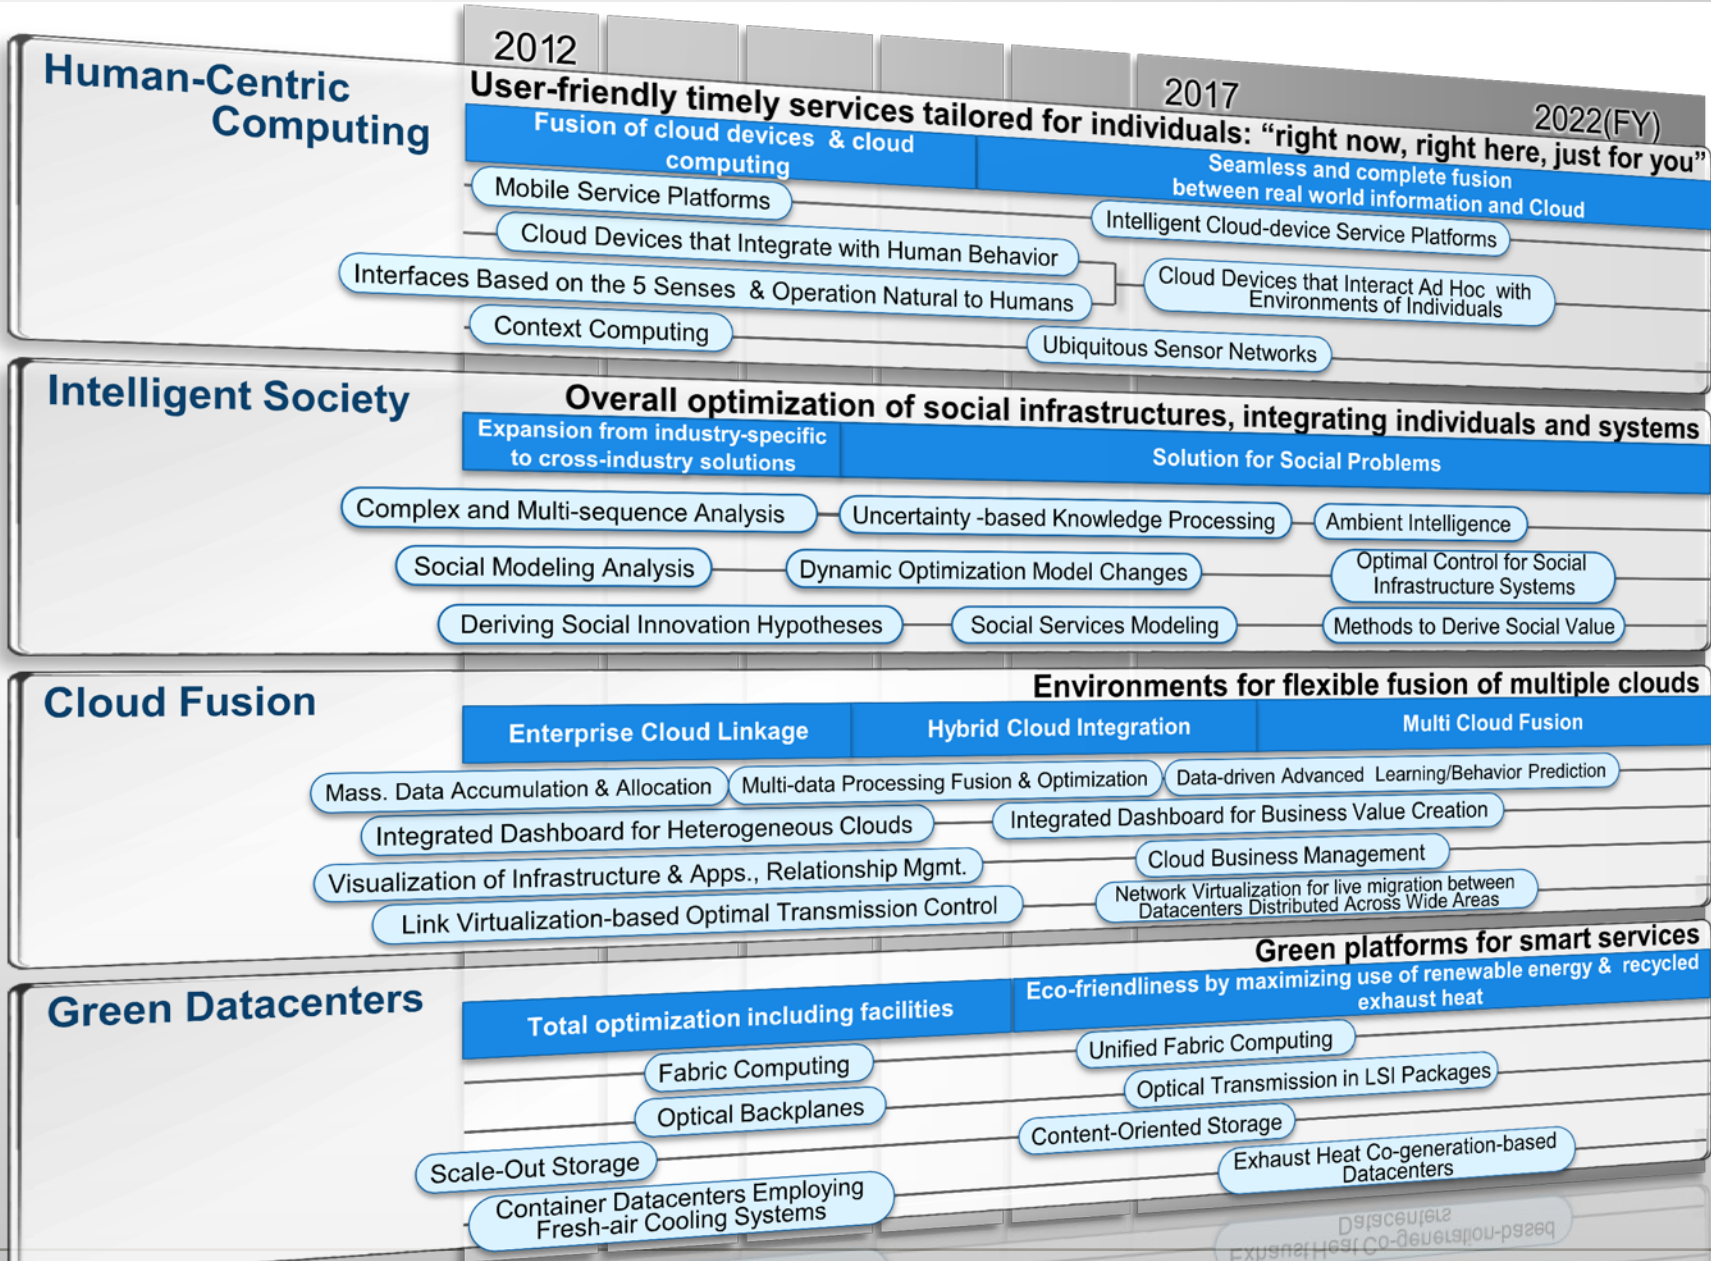 2012
2017
2022(FY)
Human-Centric
Computing
User-friendly timely services tailored for individuals: “right now, right here, just for you”
Fusion of cloud devices & cloud
computing
Seamless and complete fusion
between real world information and Cloud
Mobile Service Platforms
Intelligent Cloud-device Service Platforms
Cloud Devices that Integrate with Human Behavior
Interfaces Based on the 5 Senses & Operation Natural to Humans
Cloud Devices that Interact Ad Hoc with
Environments of Individuals
Context Computing
Ubiquitous Sensor Networks
Intelligent Society
Overall optimization of social infrastructures, integrating individuals and systems
Expansion from industry-specific
to cross-industry solutions
Solution for Social Problems
Complex and Multi-sequence Analysis
Uncertainty -based Knowledge Processing
Ambient Intelligence
Social Modeling Analysis
Dynamic Optimization Model Changes
Optimal Control for Social
Infrastructure Systems
Deriving Social Innovation Hypotheses
Social Services Modeling
Methods to Derive Social Value
Cloud Fusion
Environments for flexible fusion of multiple clouds
Enterprise Cloud Linkage
Hybrid Cloud Integration
Multi Cloud Fusion
Mass. Data Accumulation & Allocation
Multi-data Processing Fusion & Optimization
Data-driven Advanced Learning/Behavior Prediction
Integrated Dashboard for Heterogeneous Clouds
Integrated Dashboard for Business Value Creation
Visualization of Infrastructure & Apps., Relationship Mgmt.
Cloud Business Management
Link Virtualization-based Optimal Transmission Control
Network Virtualization for live migration between
Datacenters Distributed Across Wide Areas
Green Datacenters
Green platforms for smart services
Total optimization including facilities
Eco-friendliness by maximizing use of renewable energy & recycled
exhaust heat
Fabric Computing
Unified Fabric Computing
Optical Backplanes
Optical Transmission in LSI Packages
Scale-Out Storage
Content-Oriented Storage
Container Datacenters Employing
Fresh-air Cooling Systems
Exhaust Heat Co-generation-based
Datacenters